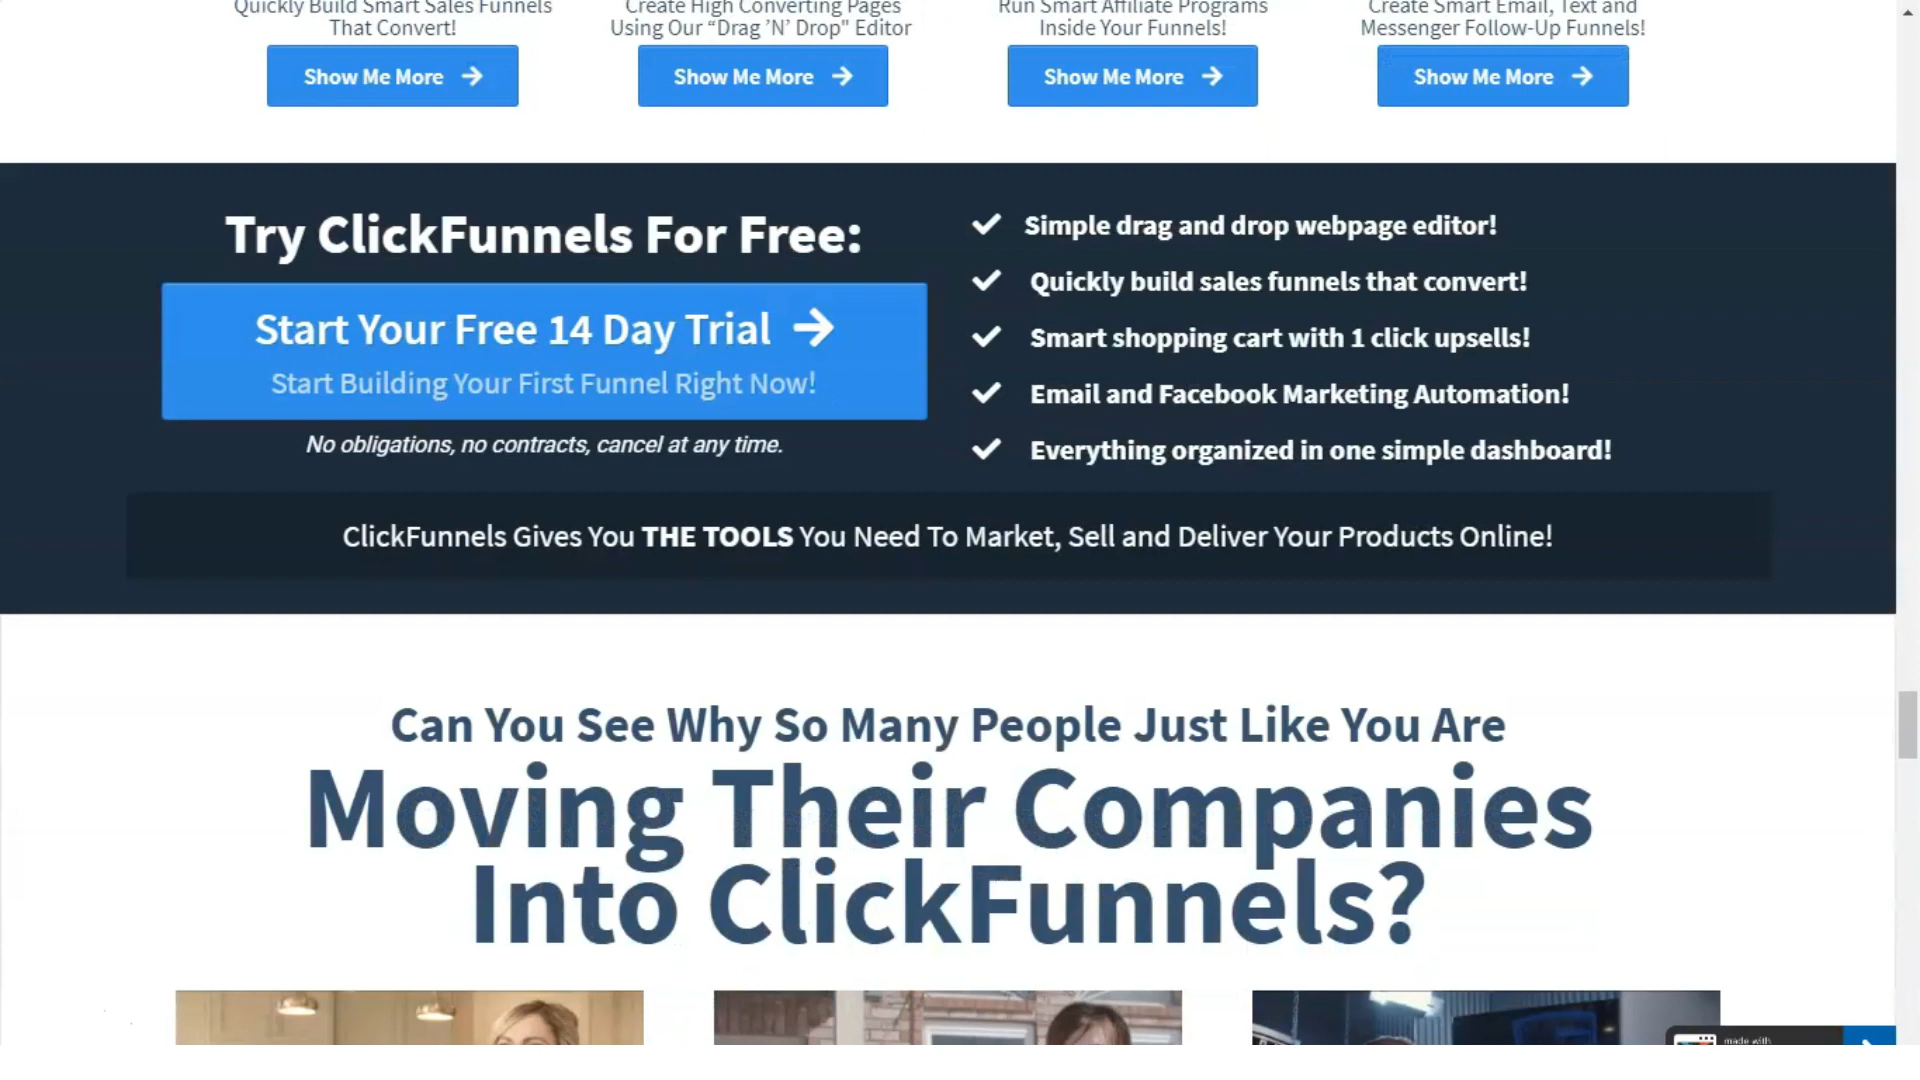 Quickly Build Smart Sales Funnels
That Convert!
Show Me More
Create High Converting Pages
Using Our “Drag ’N’ Drop" Editor
Show Me More
Run Smart Affiliate Programs
Inside Your Funnels!
Show Me More
Create Smart Email, Text and
Messenger Follow-Up Funnels!
Show Me More
Try ClickFunnels For Free:
Start Your Free 14 Day Trial
Start Building Your First Funnel Right Now!
No obligations, no contracts, cancel at any time.
Simple drag and drop webpage editor!
Quickly build sales funnels that convert!
Smart shopping cart with 1 click upsells!
Email and Facebook Marketing Automation!
Everything organized in one simple dashboard!
ClickFunnels Gives You THE TOOLS You Need To Market, Sell and Deliver Your Products Online!
Can You See Why So Many People Just Like You Are
Moving Their Companies
Into ClickFunnels?
made with